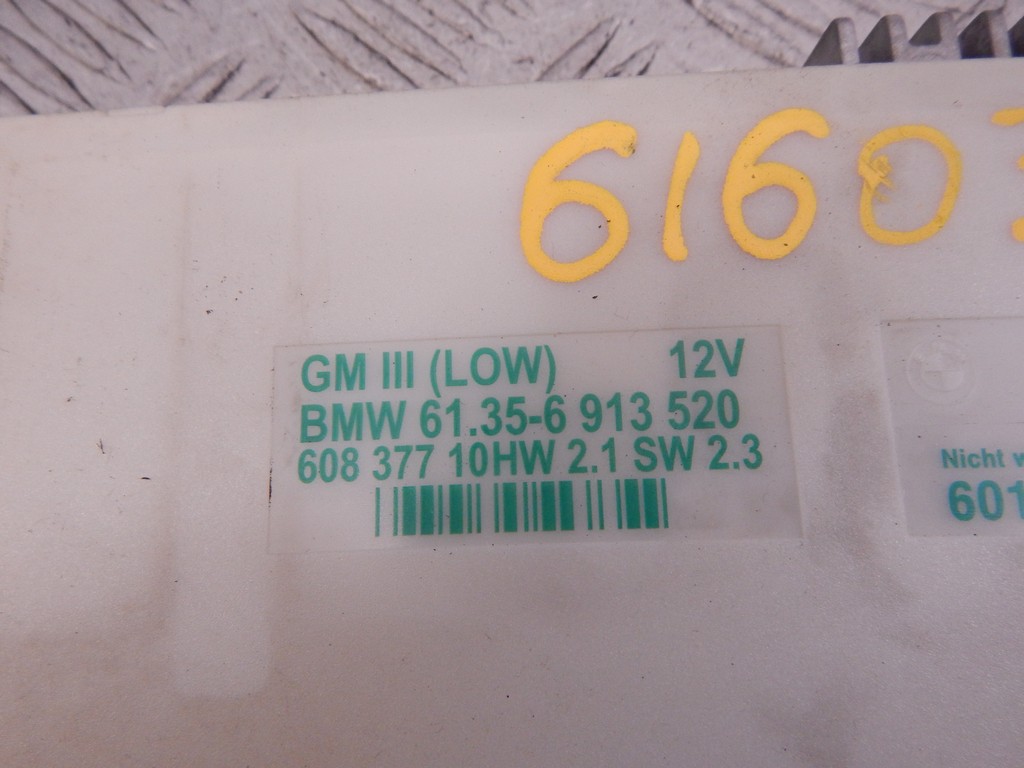 6160
GM III (LOW) 12V
BMW 61.35-6 913 520
608 377 10HW 2.1 SW 2.3
Nicht
601